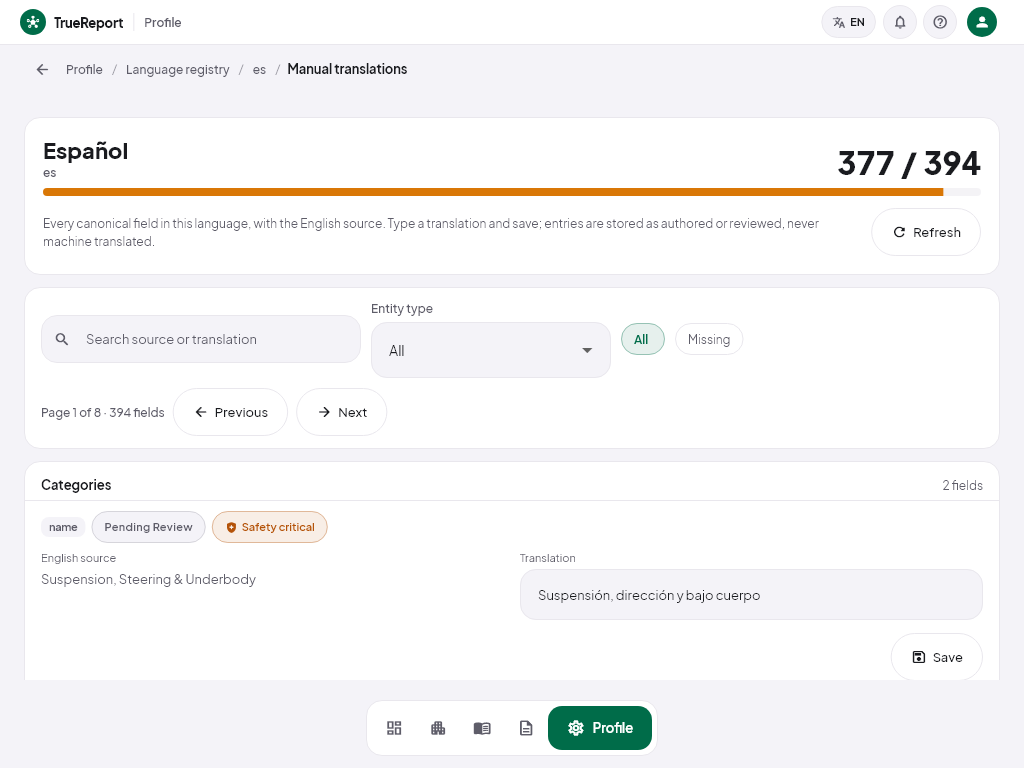 TrueReport
Profile
EN
Profile / Language registry / es / Manual translations
Español
es
377 / 394
Every canonical field in this language, with the English source. Type a translation and save; entries are stored as authored or reviewed, never
machine translated.
Refresh
Entity type
Search source or translation
All
All
Missing
Page 1 of 8 · 394 fields
Previous
Next
Categories
2 fields
name
Pending Review
Safety critical
English source
Suspension, Steering & Underbody
Translation
Suspensión, dirección y bajo cuerpo
Save
Profile